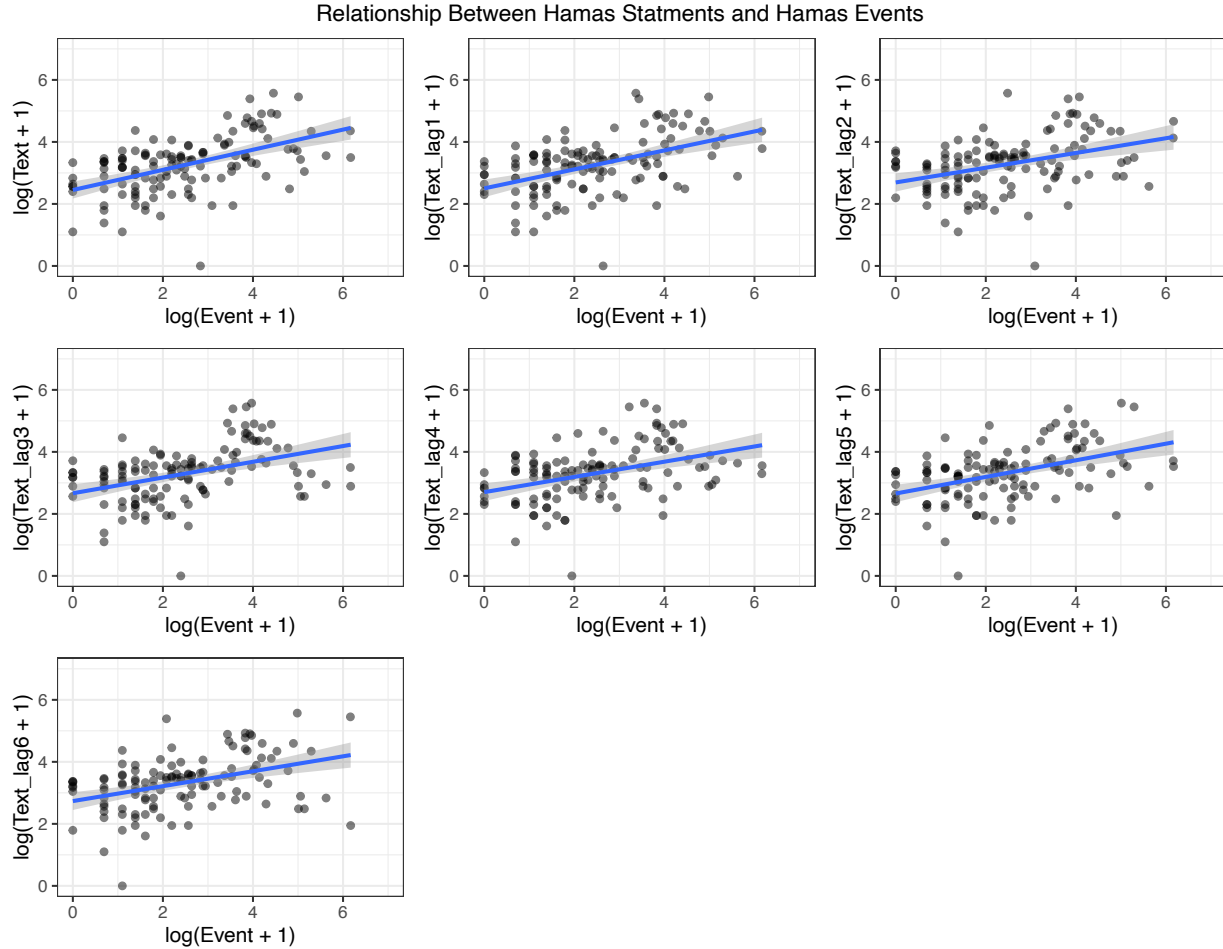 Relationship Between Hamas Statments and Hamas Events
log(Text + 1)
6
4
2
0
0 2 4 6
log(Event + 1)
log(Text_lag1 + 1)
6
4
2
0
0 2 4 6
log(Event + 1)
log(Text_lag2 + 1)
6
4
2
0
0 2 4 6
log(Event + 1)
log(Text_lag3 + 1)
6
4
2
0
0 2 4 6
log(Event + 1)
log(Text_lag4 + 1)
6
4
2
0
0 2 4 6
log(Event + 1)
log(Text_lag5 + 1)
6
4
2
0
0 2 4 6
log(Event + 1)
log(Text_lag6 + 1)
6
4
2
0
0 2 4 6
log(Event + 1)